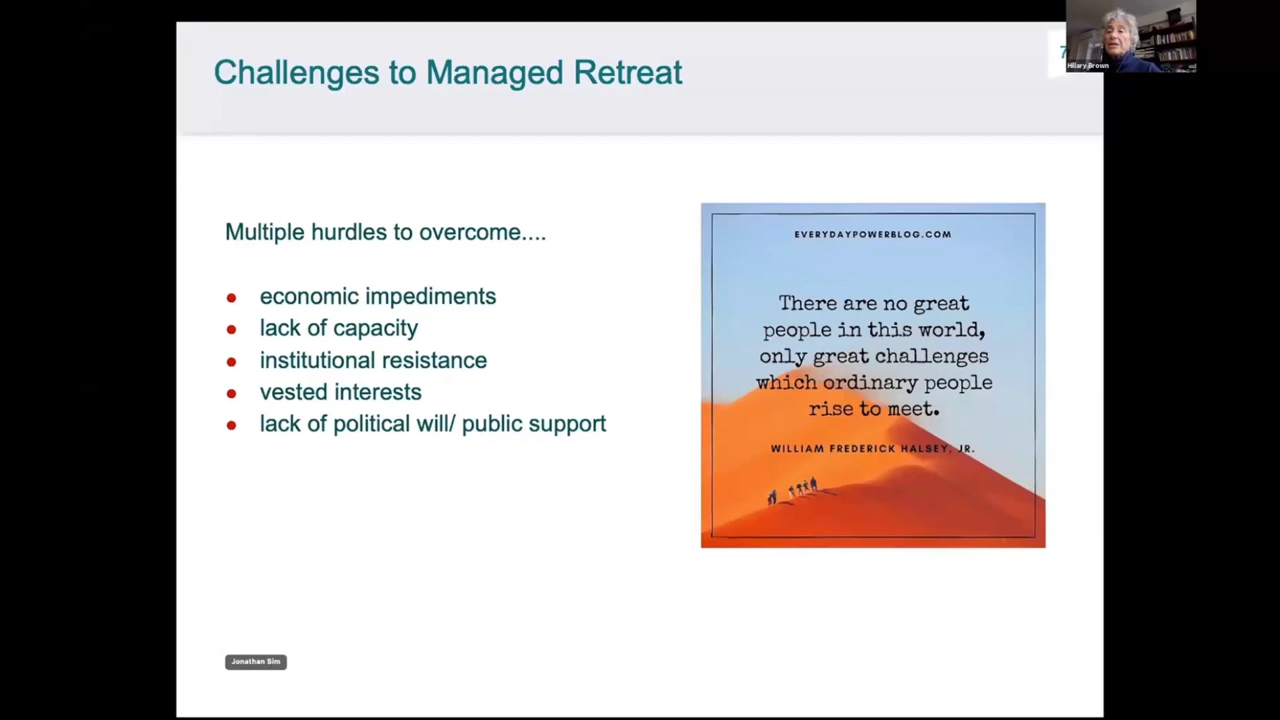 Challenges to Managed Retreat
7
Hilary Brown
Multiple hurdles to overcome....
● economic impediments
● lack of capacity
● institutional resistance
● vested interests
● lack of political will/ public support
EVERYDAYPOWERBLOG.COM
There are no great
people in this world,
only great challenges
which ordinary people
rise to meet.
WILLIAM FREDERICK HALSEY, JR.
Jonathan Sim